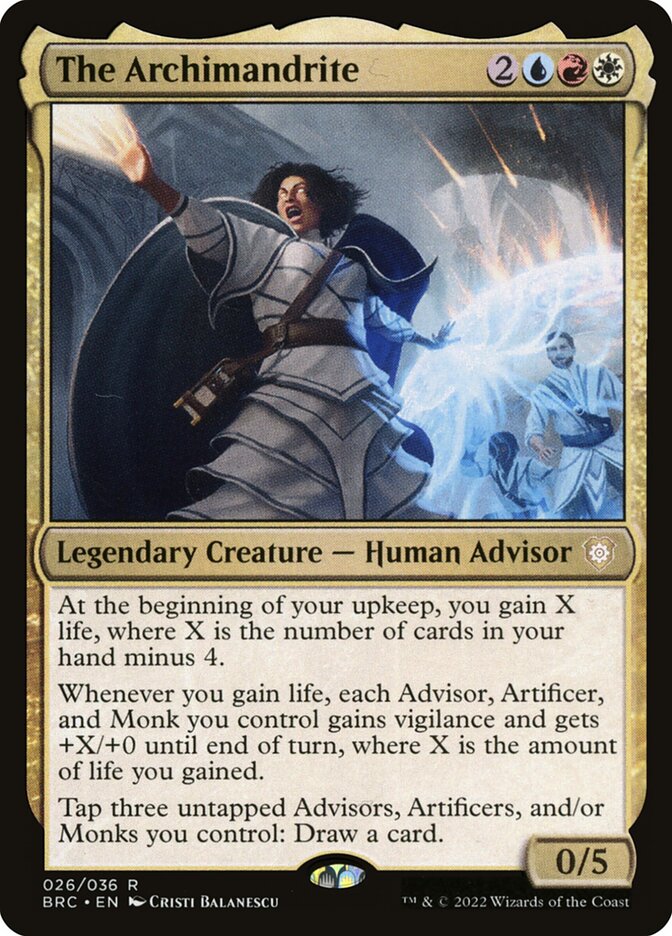 The Archimandrite
2
Legendary Creature — Human Advisor
At the beginning of your upkeep, you gain X
life, where X is the number of cards in your
hand minus 4.
Whenever you gain life, each Advisor, Artificer,
and Monk you control gains vigilance and gets
+X/+0 until end of turn, where X is the amount
of life you gained.
Tap three untapped Advisors, Artificers, and/or
Monks you control: Draw a card.
0/5
026/036 R
BRC • EN Cristi Balanescu
™ & © 2022 Wizards of the Coast